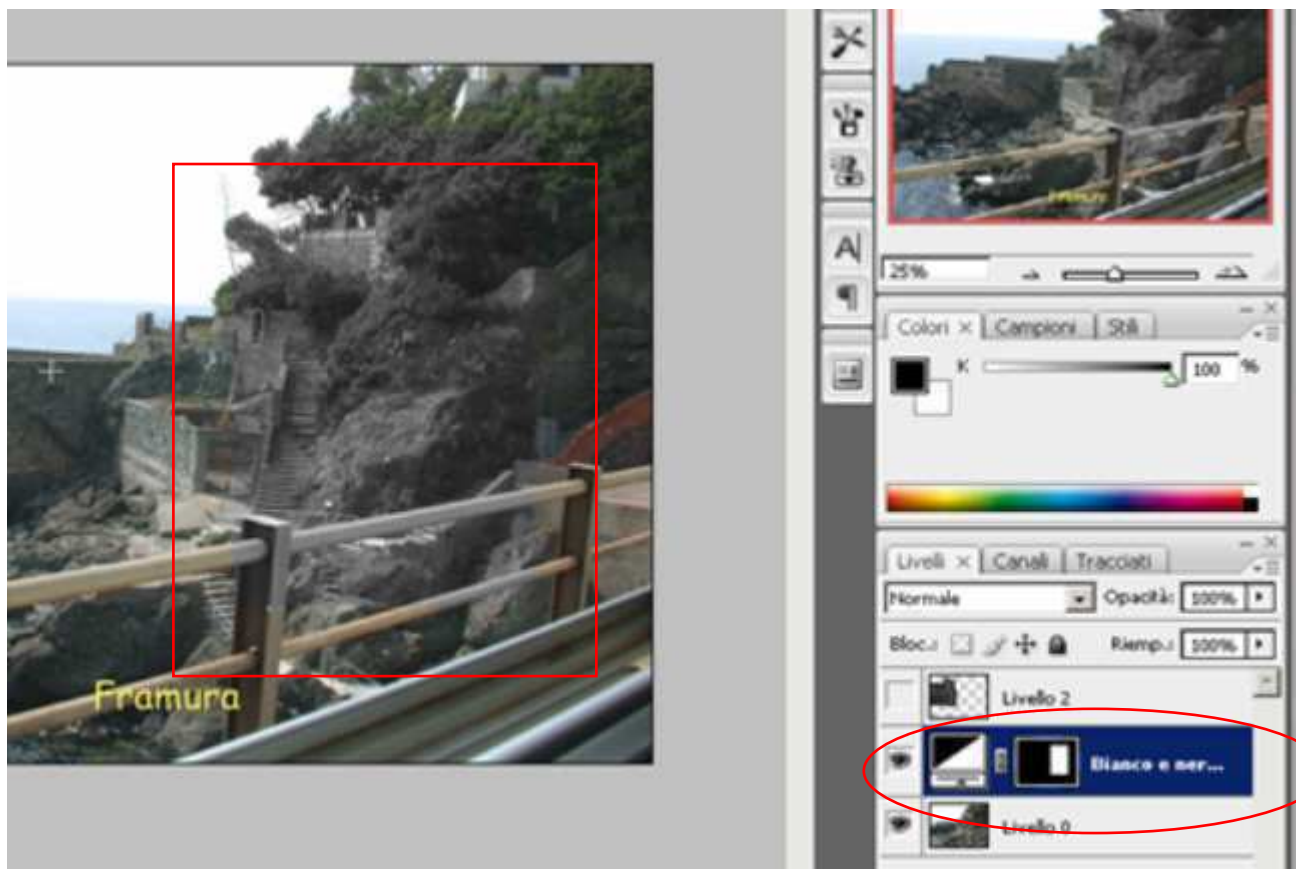 Framura
A
25%
Colori × Campioni Stili
K 100 %
Livelli × Canali Tracciati
Normale Opacità: 100%
Bloc.: Riemp.: 100%
Livello 2
Bianco e ner...
Livello 0